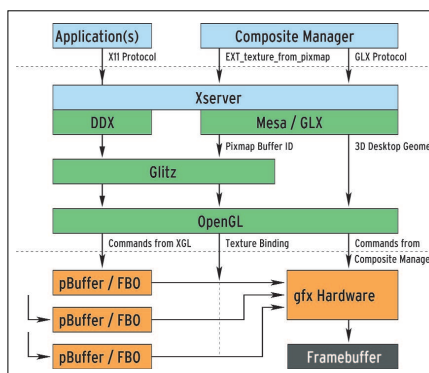 Application(s)
Composite Manager
X11 Protocol
EXT_texture_from_pixmap
GLX Protocol
Xserver
DDX
Mesa / GLX
Pixmap Buffer ID
3D Desktop Geome
Glitz
OpenGL
Commands from XGL
Texture Binding
Commands from
Composite Manage
pBuffer / FBO
gfx Hardware
pBuffer / FBO
pBuffer / FBO
Framebuffer